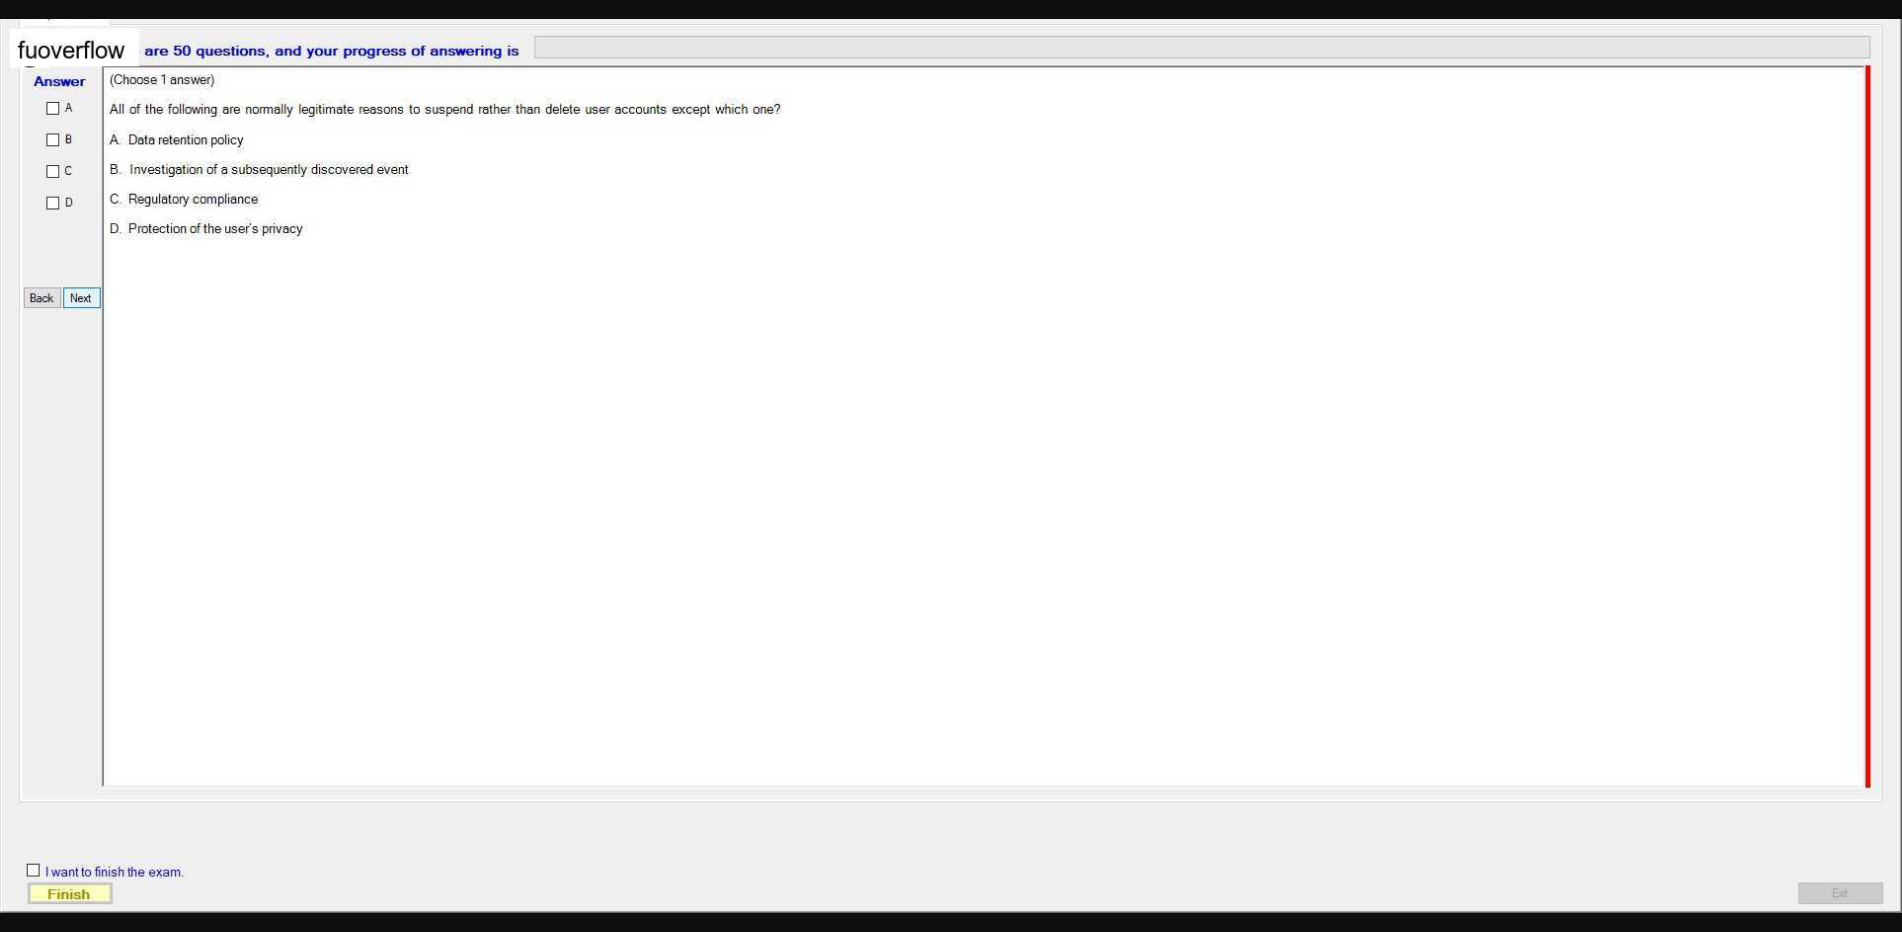 fuoverflow are 50 questions, and your progress of answering is
Answer
(Choose 1 answer)
A
All of the following are normally legitimate reasons to suspend rather than delete user accounts except which one?
B
A. Data retention policy
C
B. Investigation of a subsequently discovered event
D
C. Regulatory compliance
D. Protection of the user's privacy
Back Next
I want to finish the exam.
Finish
Exit